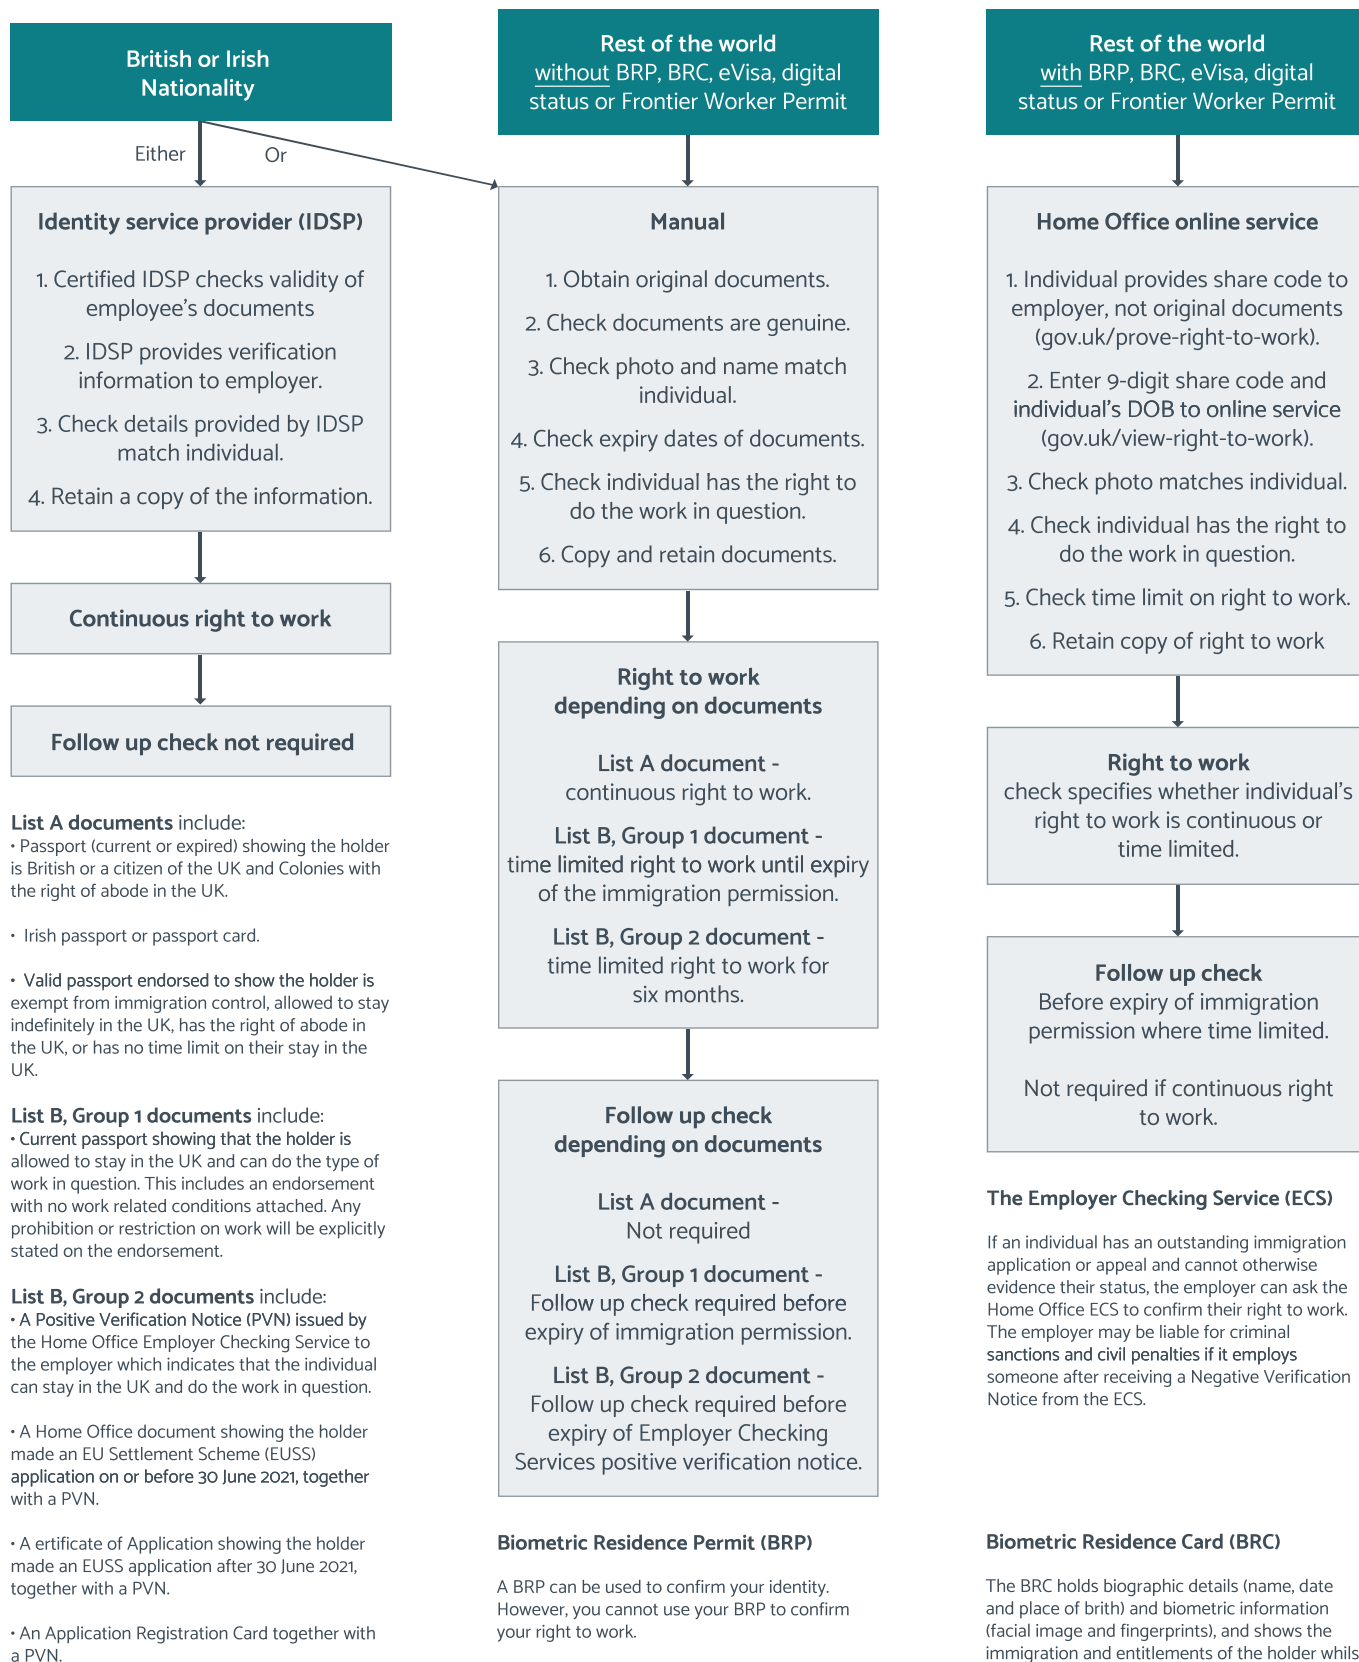 British or Irish
Nationality
Either
Or
Identity service provider (IDSP)
1. Certified IDSP checks validity of
employee's documents
2. IDSP provides verification
information to employer.
3. Check details provided by IDSP
match individual.
4. Retain a copy of the information.
Continuous right to work
Follow up check not required
List A documents include:
• Passport (current or expired) showing the holder
is British or a citizen of the UK and Colonies with
the right of abode in the UK.
• Irish passport or passport card.
• Valid passport endorsed to show the holder is
exempt from immigration control, allowed to stay
indefinitely in the UK, has the right of abode in
the UK, or has no time limit on their stay in the
UK.
List B, Group 1 documents include:
• Current passport showing that the holder is
allowed to stay in the UK and can do the type of
work in question. This includes an endorsement
with no work related conditions attached. Any
prohibition or restriction on work will be explicitly
stated on the endorsement.
List B, Group 2 documents include:
• A Positive Verification Notice (PVN) issued by
the Home Office Employer Checking Service to
the employer which indicates that the individual
can stay in the UK and do the work in question.
• A Home Office document showing the holder
made an EU Settlement Scheme (EUSS)
application on or before 30 June 2021, together
with a PVN.
• A ertificate of Application showing the holder
made an EUSS application after 30 June 2021,
together with a PVN.
• An Application Registration Card together with
a PVN.
Rest of the world
without BRP, BRC, eVisa, digital
status or Frontier Worker Permit
Manual
1. Obtain original documents.
2. Check documents are genuine.
3. Check photo and name match
individual.
4. Check expiry dates of documents.
5. Check individual has the right to
do the work in question.
6. Copy and retain documents.
Right to work
depending on documents
List A document -
continuous right to work.
List B, Group 1 document -
time limited right to work until expiry
of the immigration permission.
List B, Group 2 document -
time limited right to work for
six months.
Follow up check
depending on documents
List A document -
Not required
List B, Group 1 document -
Follow up check required before
expiry of immigration permission.
List B, Group 2 document -
Follow up check required before
expiry of Employer Checking
Services positive verification notice.
Biometric Residence Permit (BRP)
A BRP can be used to confirm your identity.
However, you cannot use your BRP to confirm
your right to work.
Rest of the world
with BRP, BRC, eVisa, digital
status or Frontier Worker Permit
Home Office online service
1. Individual provides share code to
employer, not original documents
(gov.uk/prove-right-to-work).
2. Enter 9-digit share code and
individual's DOB to online service
(gov.uk/view-right-to-work).
3. Check photo matches individual.
4. Check individual has the right to
do the work in question.
5. Check time limit on right to work.
6. Retain copy of right to work
Right to work
check specifies whether individual's
right to work is continuous or
time limited.
Follow up check
Before expiry of immigration
permission where time limited.
Not required if continuous right
to work.
The Employer Checking Service (ECS)
If an individual has an outstanding immigration
application or appeal and cannot otherwise
evidence their status, the employer can ask the
Home Office ECS to confirm their right to work.
The employer may be liable for criminal
sanctions and civil penalties if it employs
someone after receiving a Negative Verification
Notice from the ECS.
Biometric Residence Card (BRC)
The BRC holds biographic details (name, date
and place of brith) and biometric information
(facial image and fingerprints), and shows the
immigration and entitlements of the holder whils